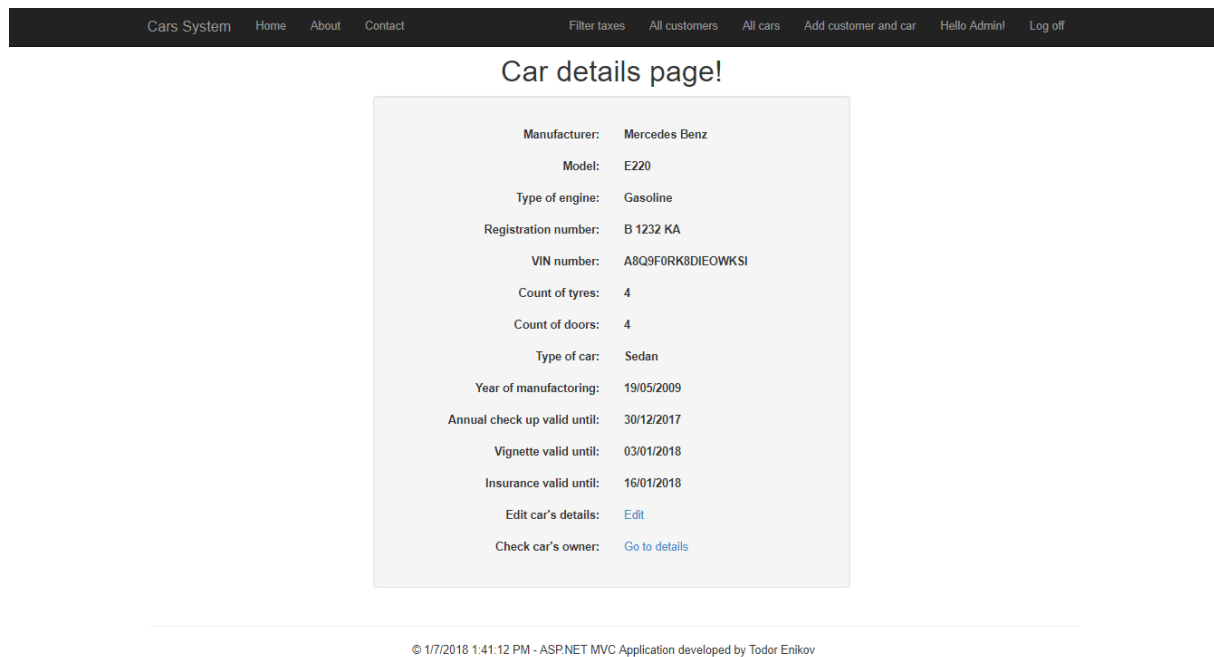 Cars System Home About Contact Filter taxes All customers All cars Add customer and car Hello Admin! Log off
Car details page!
Manufacturer: Mercedes Benz
Model: E220
Type of engine: Gasoline
Registration number: B 1232 KA
VIN number: A8Q9F0RK8DIEOWKSI
Count of tyres: 4
Count of doors: 4
Type of car: Sedan
Year of manufactoring: 19/05/2009
Annual check up valid until: 30/12/2017
Vignette valid until: 03/01/2018
Insurance valid until: 16/01/2018
Edit car's details: Edit
Check car's owner: Go to details
© 1/7/2018 1:41:12 PM - ASP.NET MVC Application developed by Todor Enikov